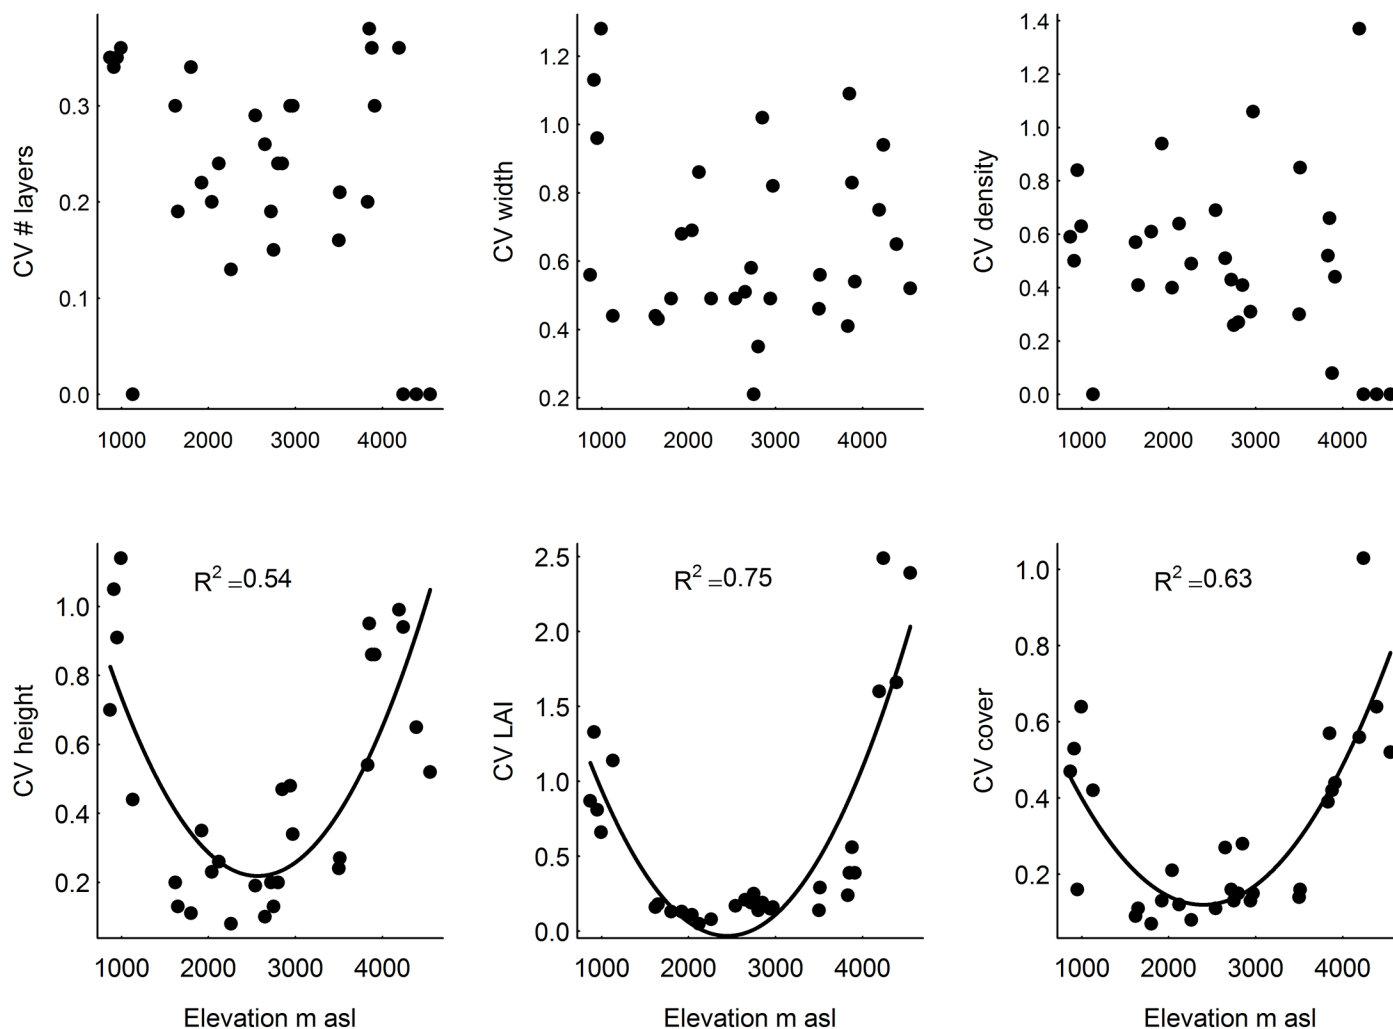 CV # layers
0.3
0.2
0.1
0.0
1000 2000 3000 4000
CV width
1.2
1.0
0.8
0.6
0.4
0.2
1000 2000 3000 4000
CV density
1.4
1.2
1.0
0.8
0.6
0.4
0.2
0.0
1000 2000 3000 4000
CV height
1.0
0.8
0.6
0.4
0.2
R² =0.54
1000 2000 3000 4000
Elevation m asl
CV LAI
2.5
2.0
1.5
1.0
0.5
0.0
R² =0.75
1000 2000 3000 4000
Elevation m asl
CV cover
1.0
0.8
0.6
0.4
0.2
R² =0.63
1000 2000 3000 4000
Elevation m asl